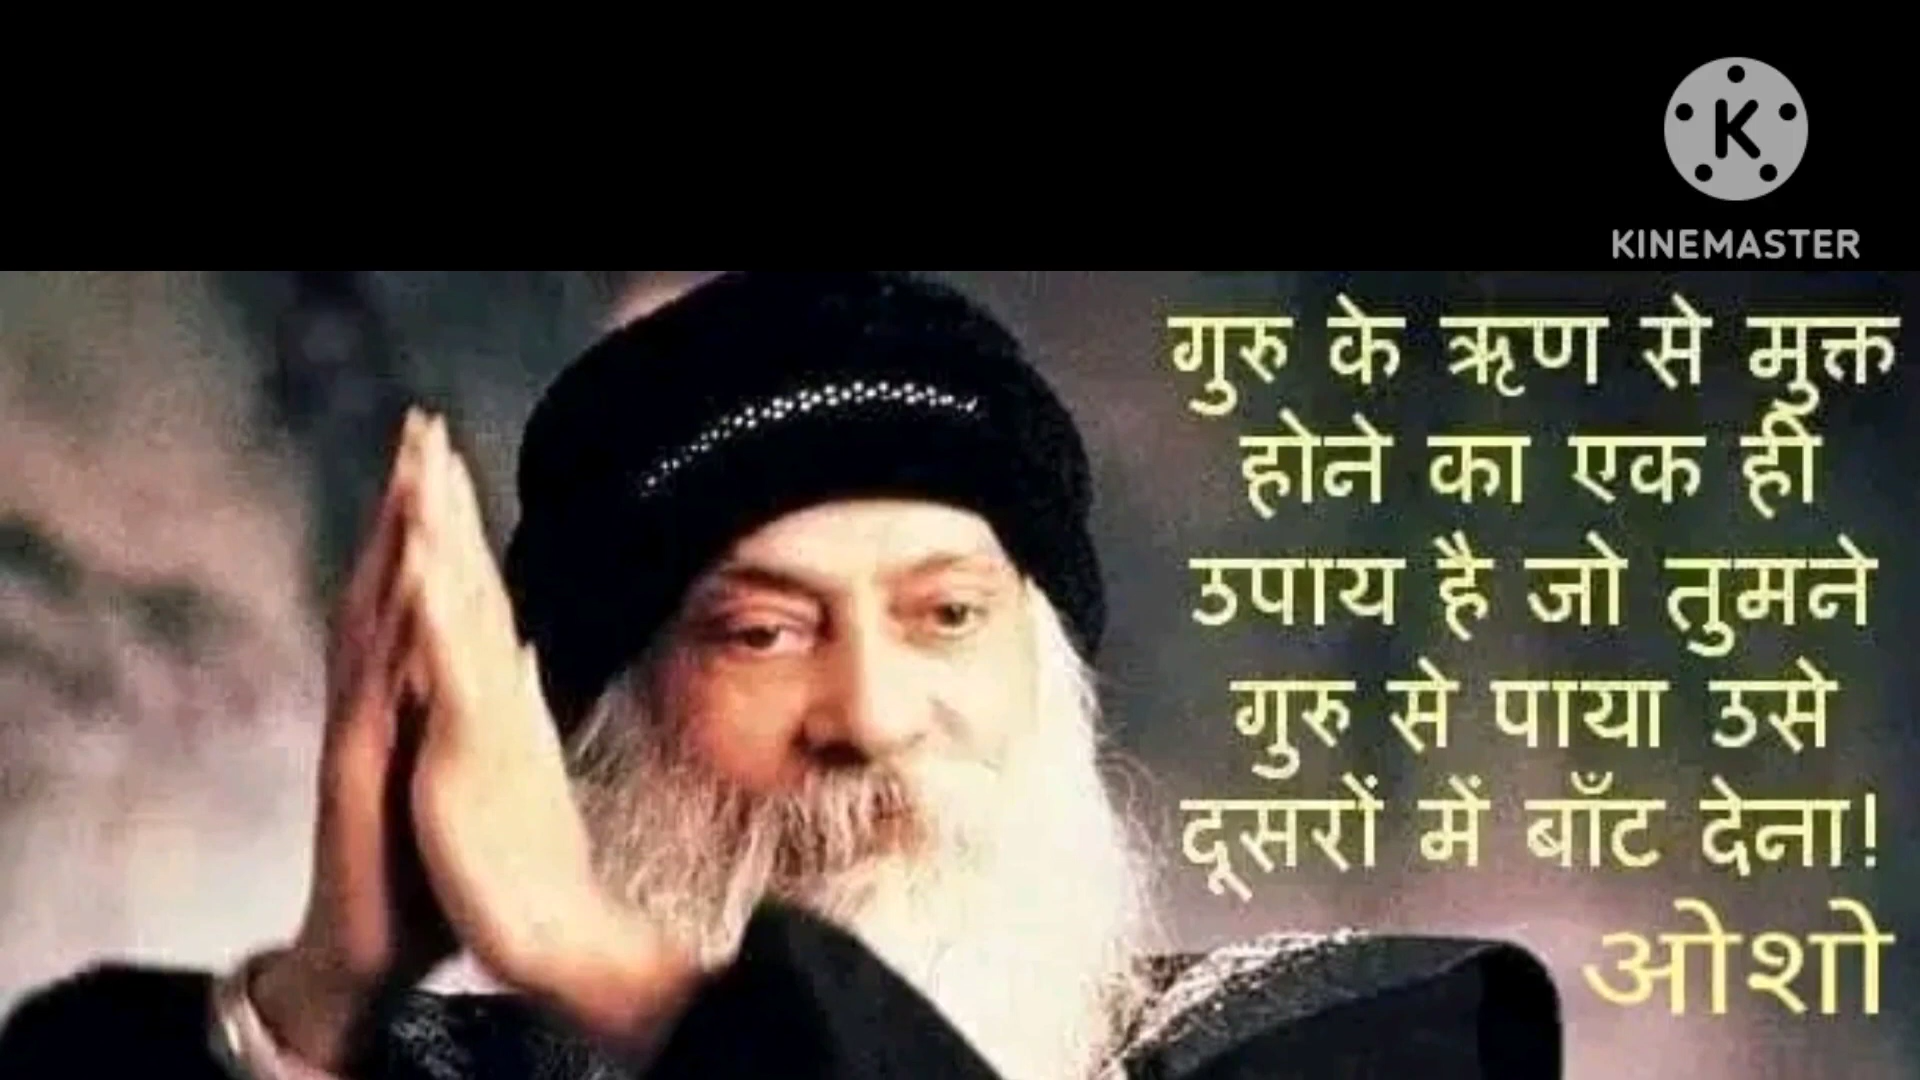 KINEMASTER
गुरु के ऋण से मुक्त
होने का एक ही
उपाय है जो तुमने
गुरु से पाया उसे
दूसरों में बाँट देना!
ओशो